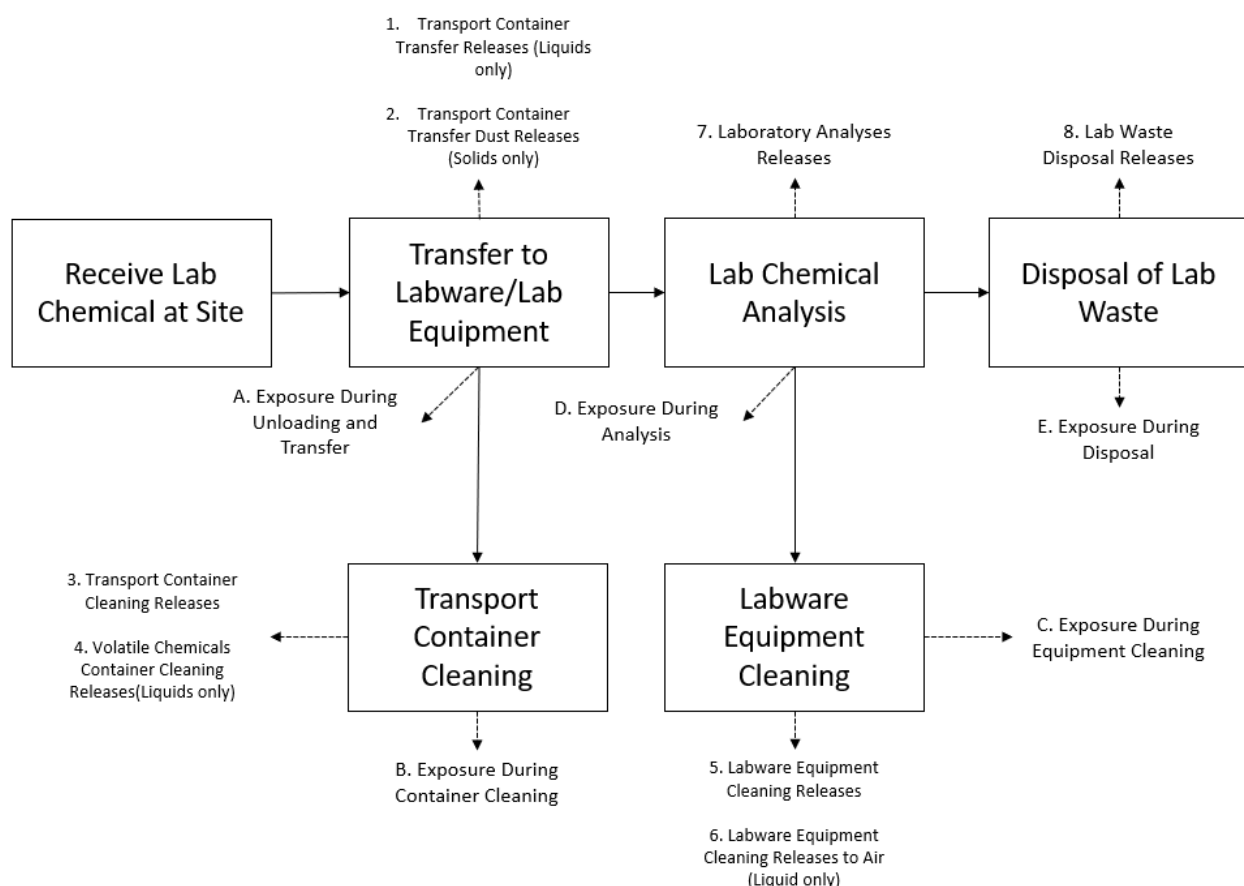 1. Transport Container
Transfer Releases (Liquids
only)
2. Transport Container
Transfer Dust Releases
(Solids only)
7. Laboratory Analyses
Releases
8. Lab Waste
Disposal Releases
Receive Lab
Chemical at Site
Transfer to
Labware/Lab
Equipment
Lab Chemical
Analysis
Disposal of Lab
Waste
A. Exposure During
Unloading and
Transfer
D. Exposure During
Analysis
E. Exposure During
Disposal
3. Transport Container
Cleaning Releases
4. Volatile Chemicals
Container Cleaning
Releases(Liquids only)
Transport
Container
Cleaning
Labware
Equipment
Cleaning
C. Exposure During
Equipment Cleaning
B. Exposure During
Container Cleaning
5. Labware Equipment
Cleaning Releases
6. Labware Equipment
Cleaning Releases to Air
(Liquid only)